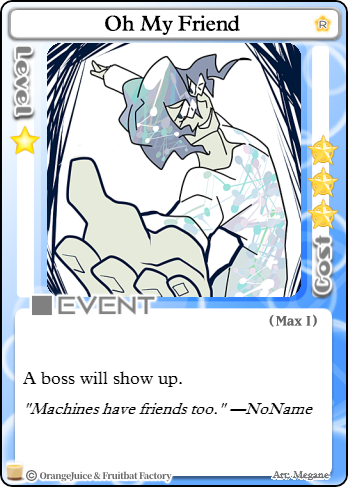 Oh My Friend
R
Level
Cost
EVENT
(Max 1)
A boss will show up.
"Machines have friends too." —NoName
© OrangeJuice & Fruitbat Factory
Art: Megane